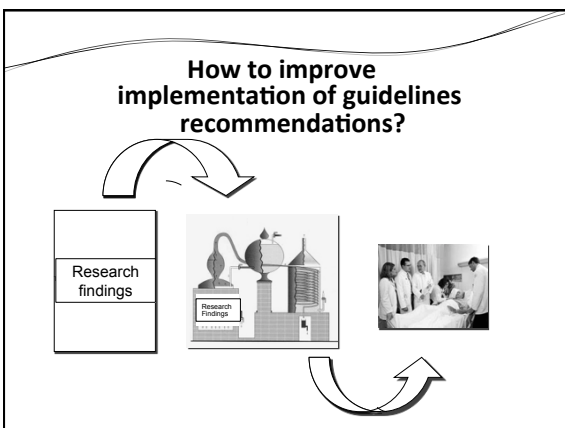 How to improve
implementation of guidelines
recommendations?
Research
findings
Research
Findings